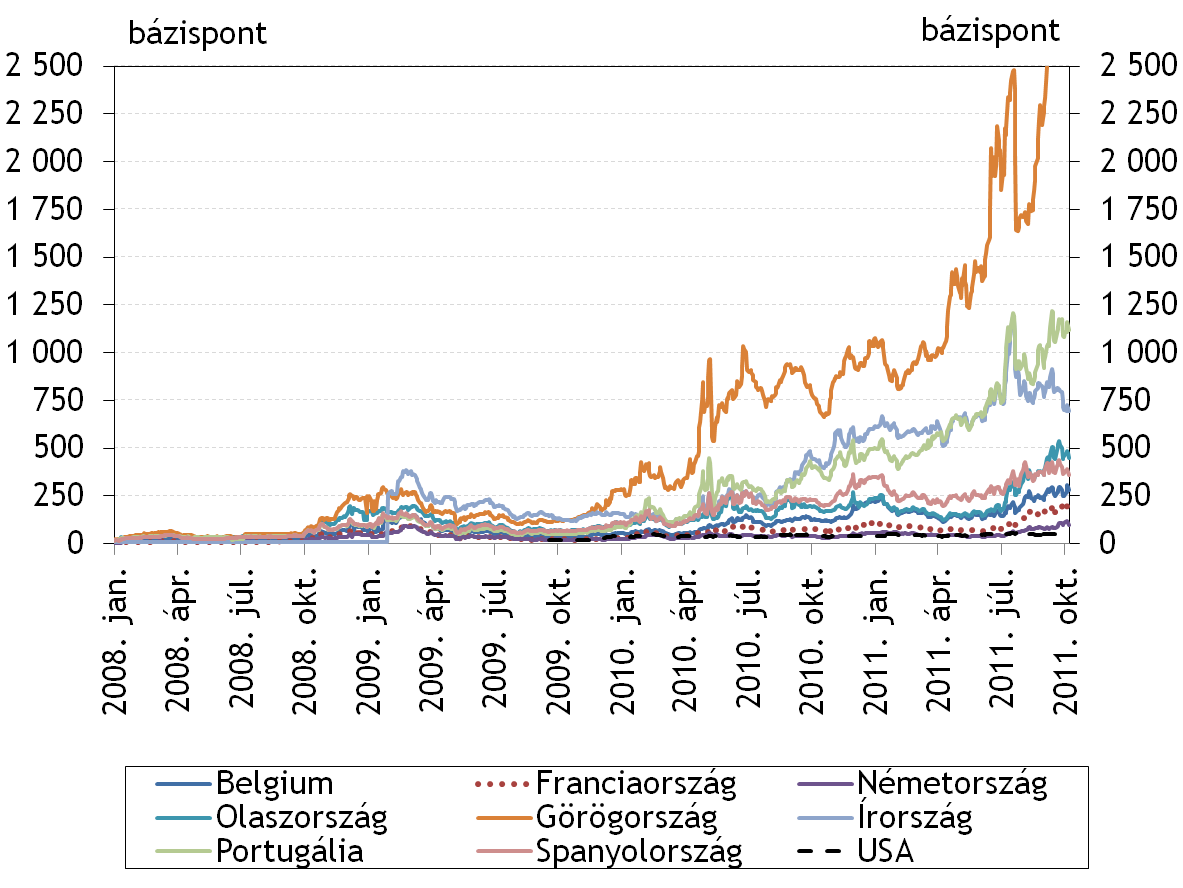 bázispont bázispont
2 500 2 500
2 250 2 250
2 000 2 000
1 750 1 750
1 500 1 500
1 250 1 250
1 000 1 000
750 750
500 500
250 250
0 0
2008. jan. 2008. ápr. 2008. júl. 2008. okt. 2009. jan. 2009. ápr. 2009. júl. 2009. okt. 2010. jan. 2010. ápr. 2010. júl. 2010. okt. 2011. jan. 2011. ápr. 2011. júl. 2011. okt.
Belgium Franciaország Németország
Olaszország Görögország Írország
Portugália Spanyolország USA